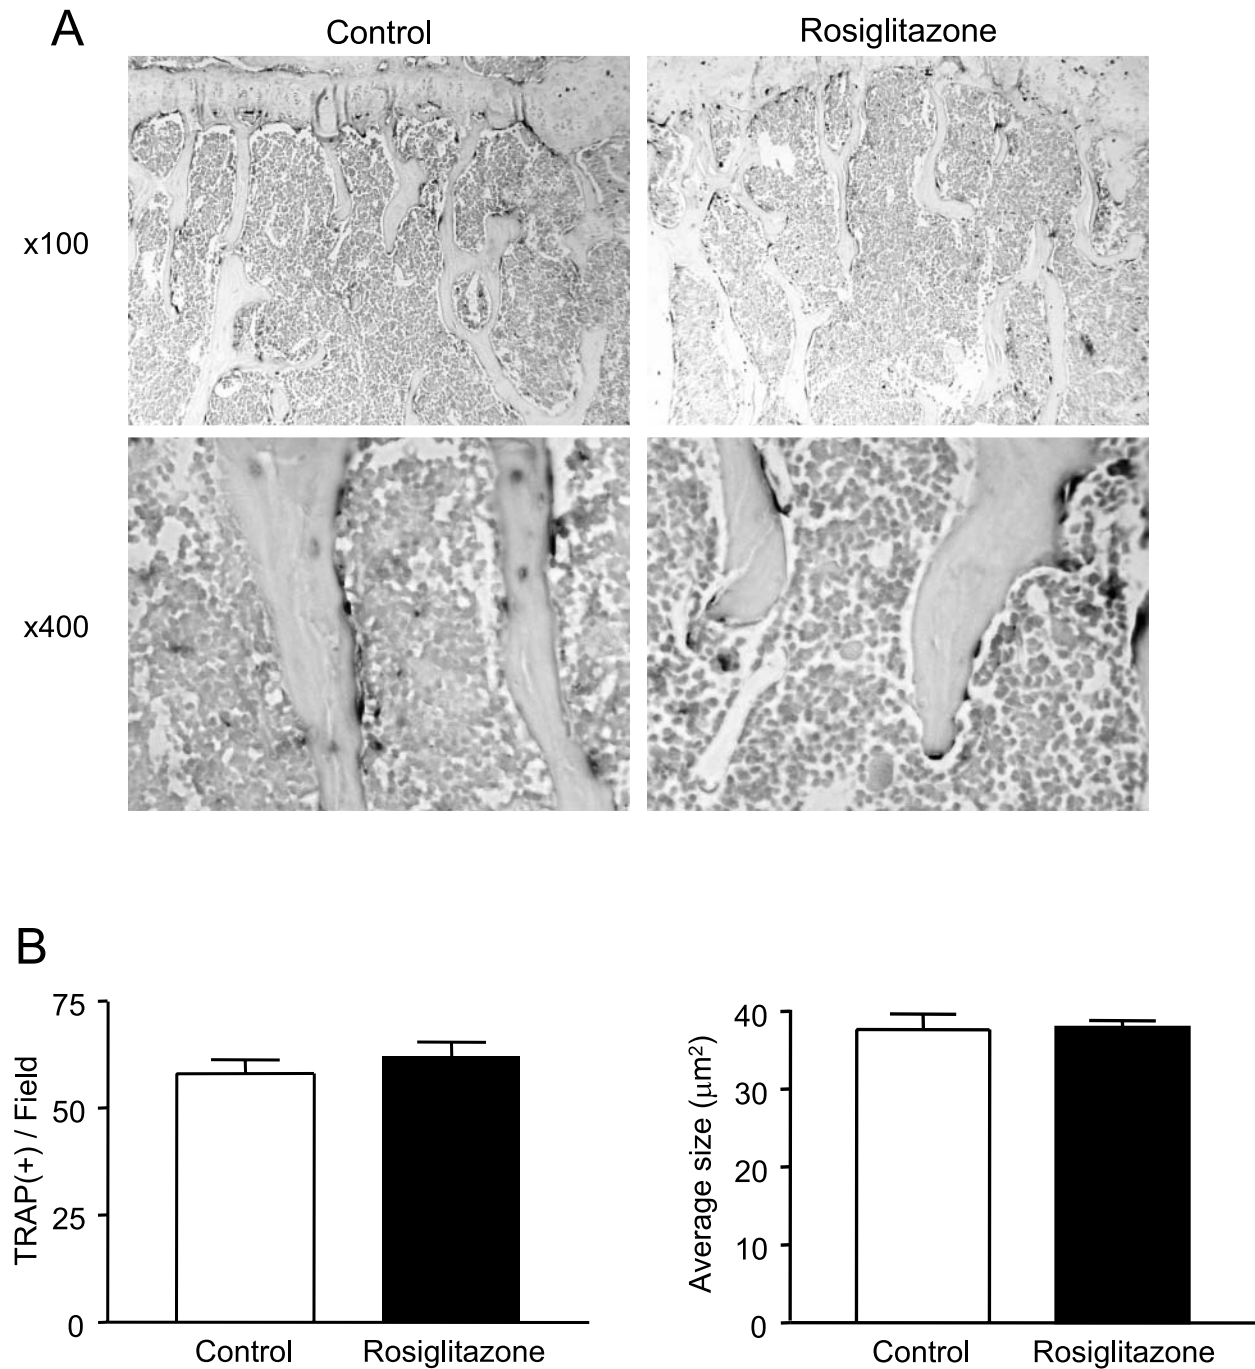 A
Control
Rosiglitazone
x100
x400
B
75
50
25
0
TRAP(+) / Field
Control
Rosiglitazone
40
30
20
10
0
Average size (μm²)
Control
Rosiglitazone